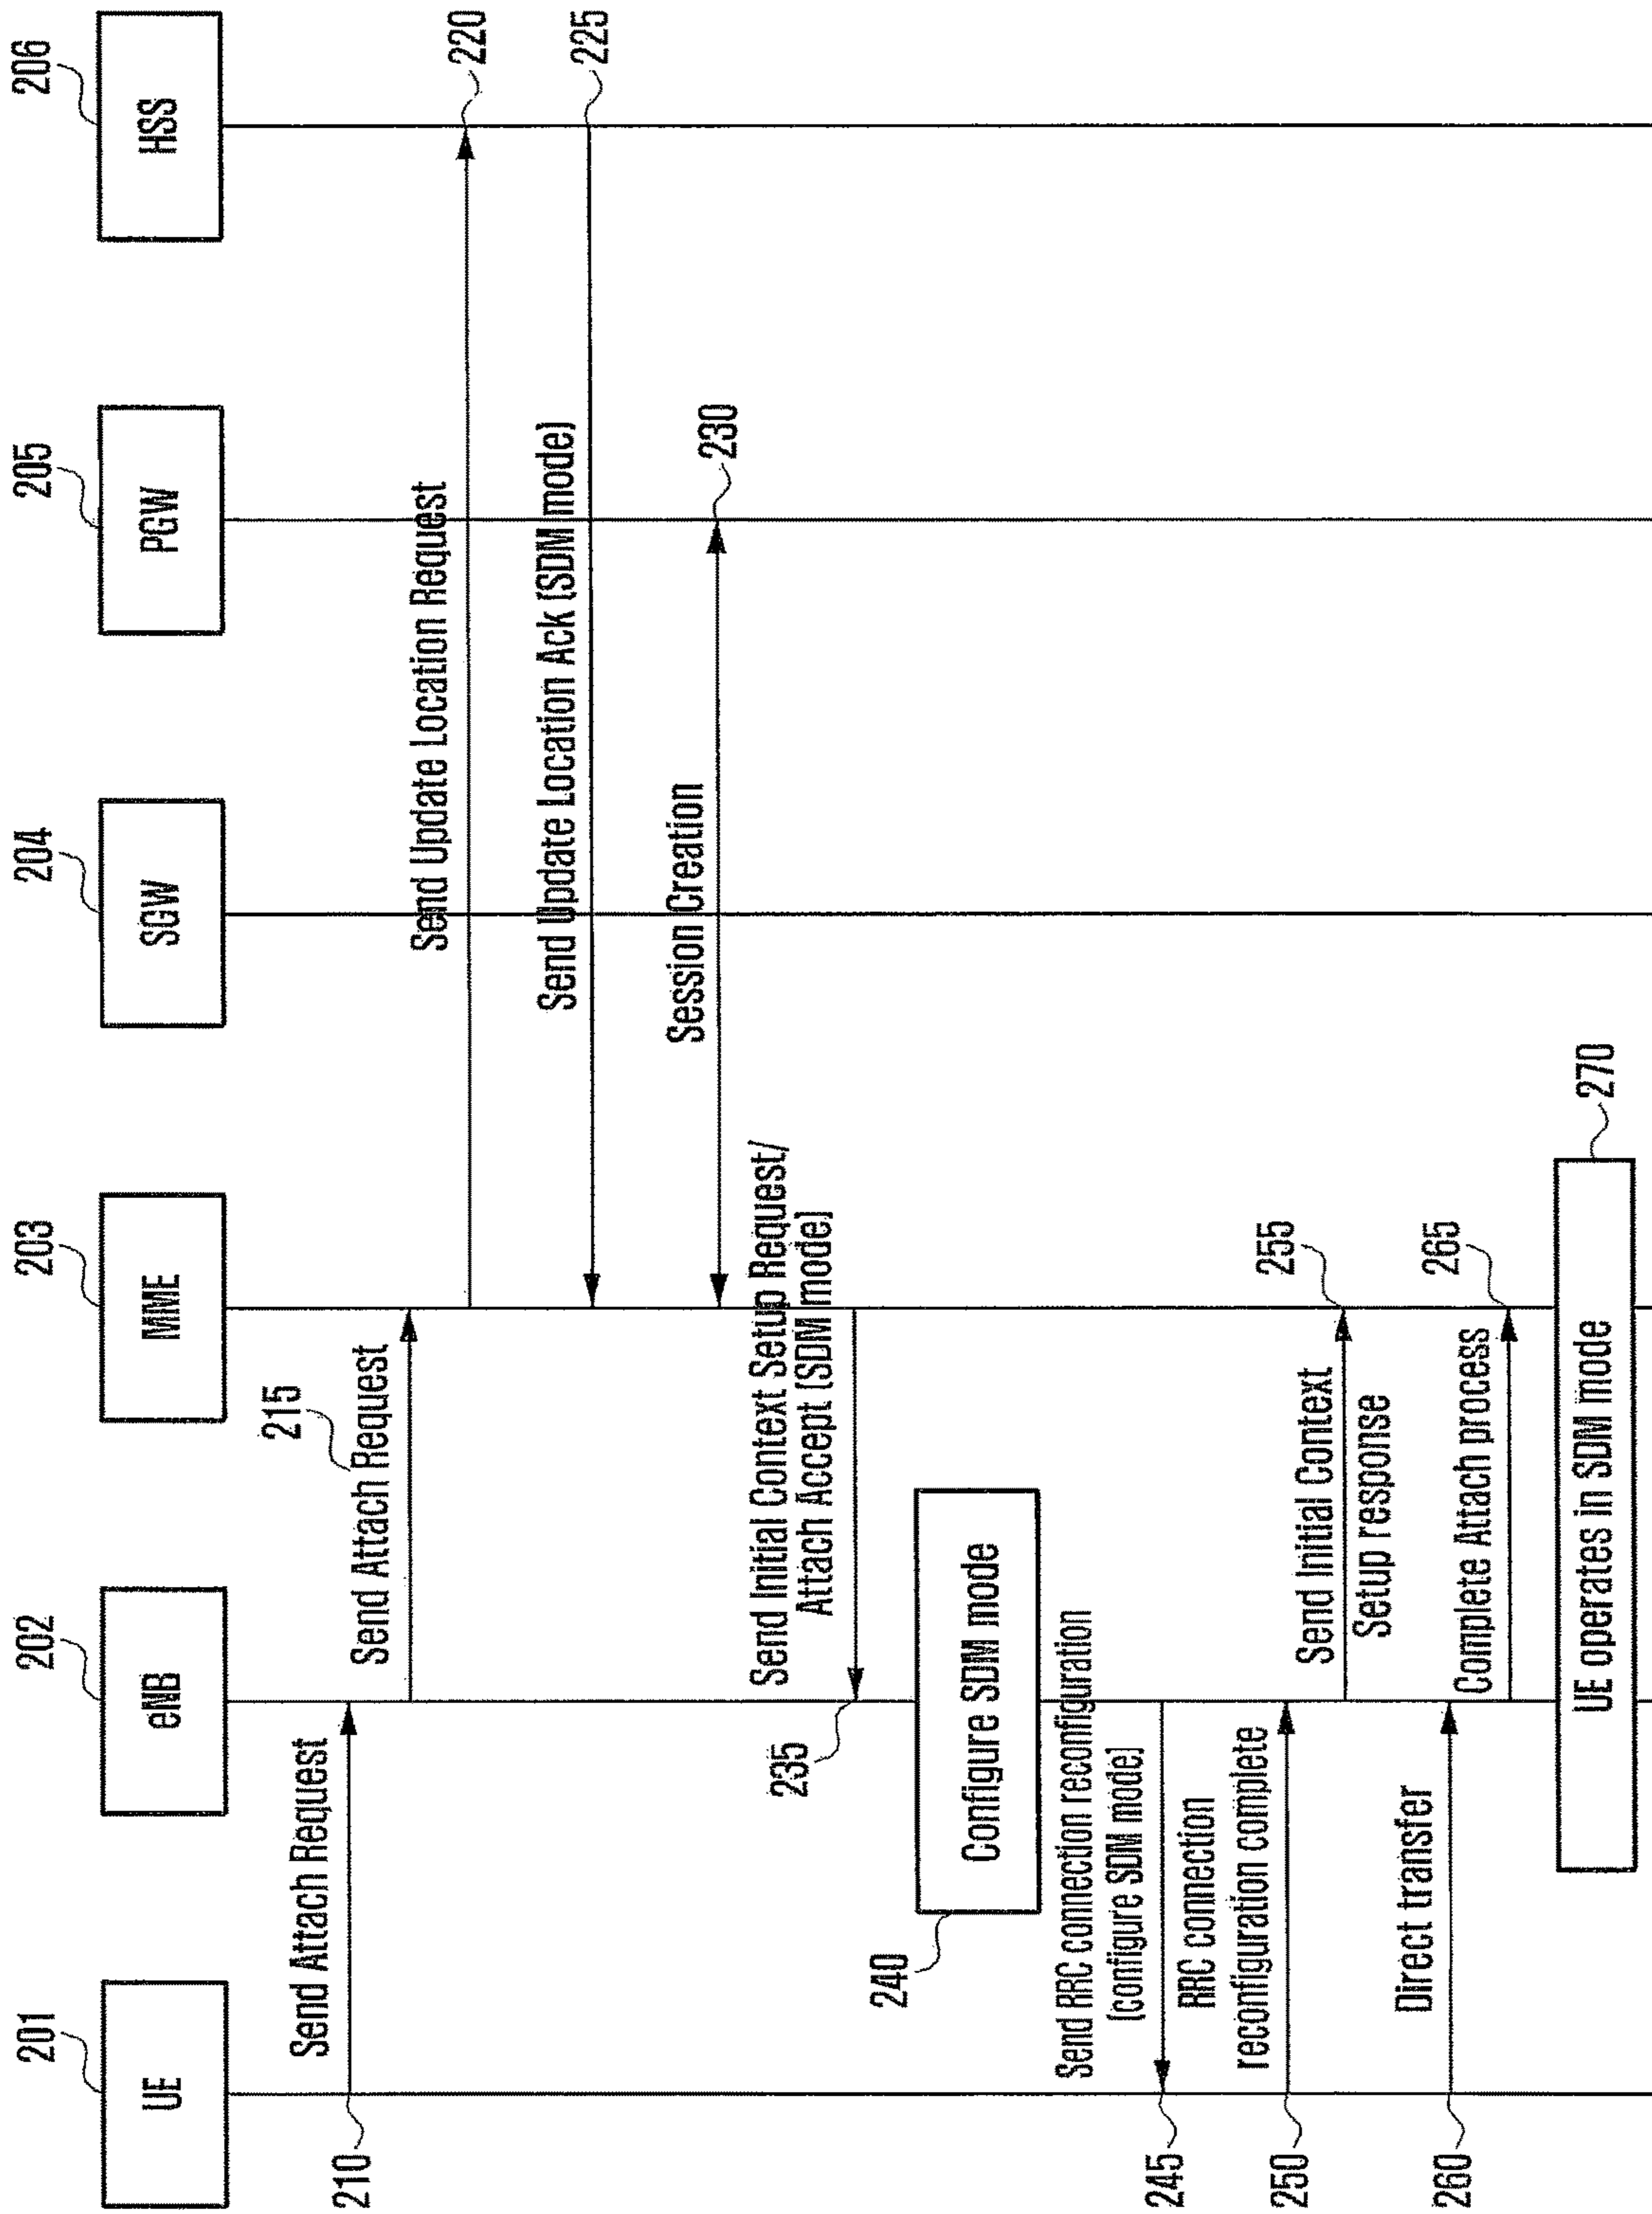 201
UE
202
eNB
203
MME
204
SGW
205
PGW
206
HSS
210
Send Attach Request
215
Send Attach Request
Send Update Location Request
220
Send Update Location Ack (SDM mode)
225
Session Creation
230
Send Initial Context Setup Request/
Attach Accept (SDM mode)
235
240
Configure SDM mode
Send RRC connection reconfiguration
(configure SDM mode)
245
RRC connection
reconfiguration complete
250
Send Initial Context
Setup response
255
Direct transfer
260
Complete Attach process
265
UE operates in SDM mode
270